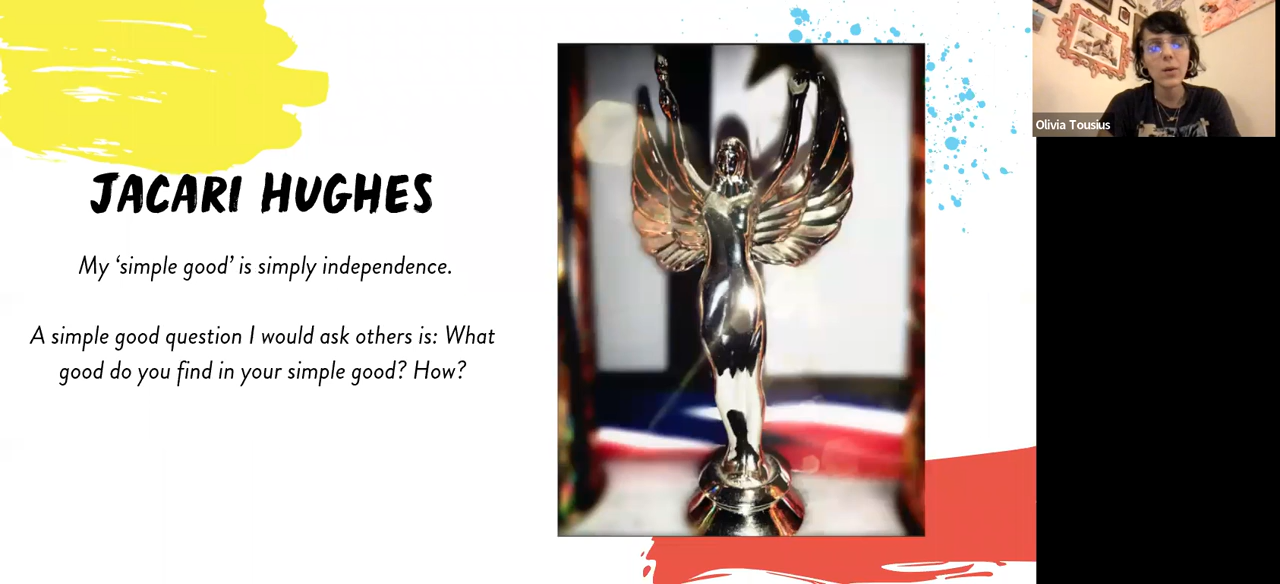 JACARI HUGHES
My ‘simple good’ is simply independence.
A simple good question I would ask others is: What
good do you find in your simple good? How?
Olivia Tousius